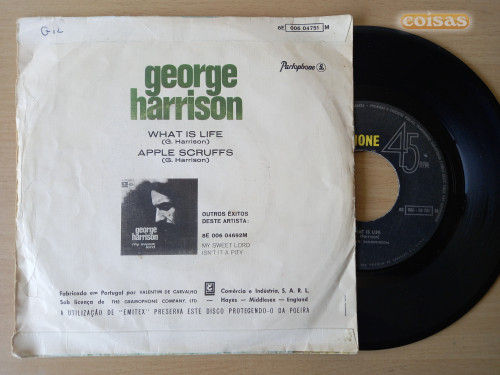 coisas
GIL
8E 006 04751 M
george
harrison
Parlophone
WHAT IS LIFE
(G. Harrison)
APPLE SCRUFFS
(G. Harrison)
OUTROS ÊXITOS
DESTE ARTISTA:
8E 006 04692M
MY SWEET LORD
ISN'T IT A PITY
george
harrison
Fabricado em Portugal por VALENTIM DE CARVALHO
Comércio e Indústria, S. A. R. L.
Sub licença de THE GRAMOPHONE COMPANY, LTD — Hayes — Middlesex — England
A UTILIZAÇÃO DE "EMITEX" PRESERVA ESTE DISCO PROTEGENDO-O DA POEIRA
PHONE
45
IS LIFE